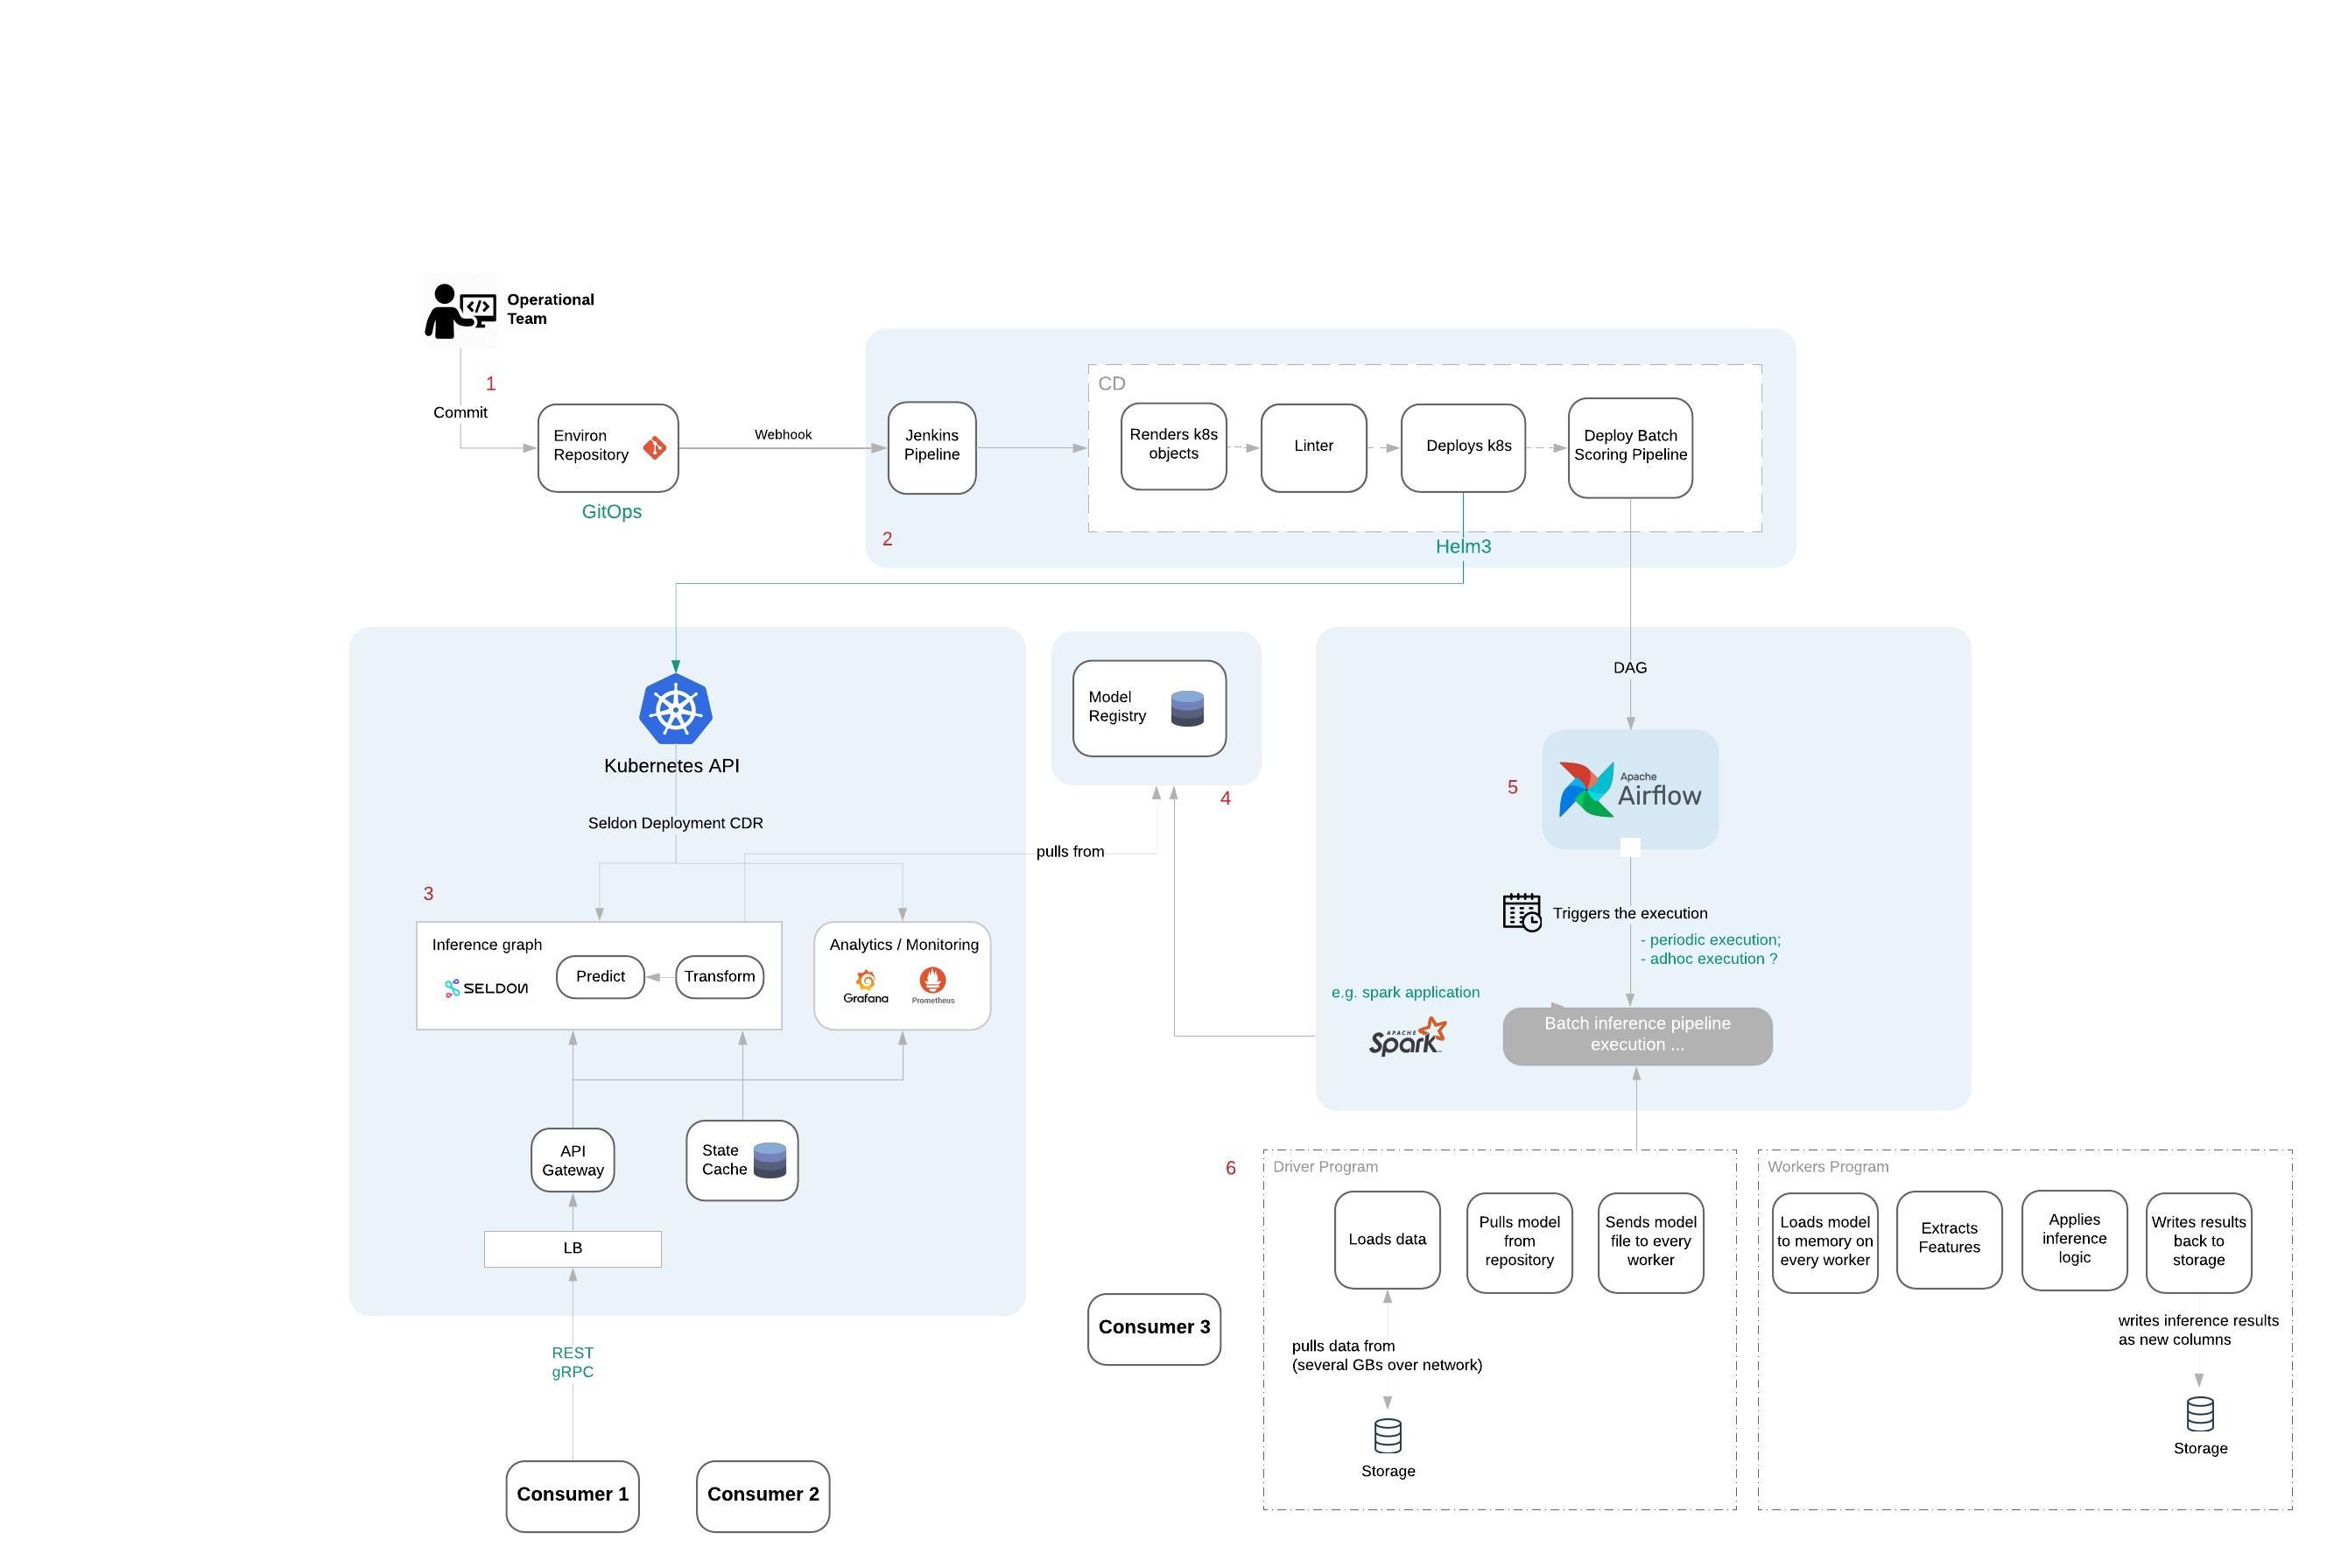 Operational
Team
1
Commit
Environ
Repository
GitOps
Webhook
Jenkins
Pipeline
2
CD
Renders k8s
objects
Linter
Deploys k8s
Deploy Batch
Scoring Pipeline
Helm3
Kubernetes API
Seldon Deployment CDR
3
Inference graph
SELDON
Predict
Transform
Analytics / Monitoring
Grafana
Prometheus
API
Gateway
State
Cache
LB
REST
gRPC
Consumer 1
Consumer 2
Model
Registry
4
pulls from
DAG
5
Apache
Airflow
Triggers the execution
- periodic execution;
- adhoc execution ?
e.g. spark application
APACHE
Spark
Batch inference pipeline
execution ...
Consumer 3
6
Driver Program
Loads data
Pulls model
from
repository
Sends model
file to every
worker
pulls data from
(several GBs over network)
Storage
Workers Program
Loads model
to memory on
every worker
Extracts
Features
Applies
inference
logic
Writes results
back to
storage
writes inference results
as new columns
Storage